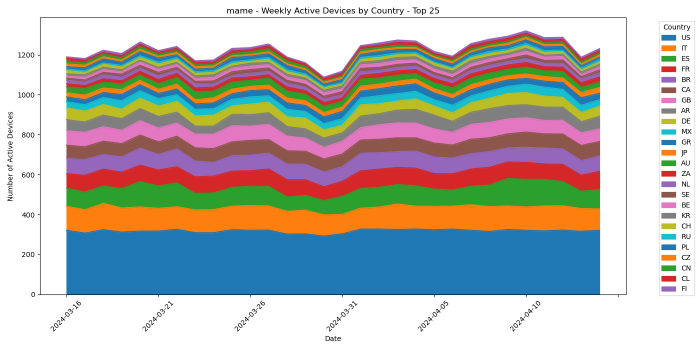 mame - Weekly Active Devices by Country - Top 25
Number of Active Devices
1200
1000
800
600
400
200
0
2024-03-16
2024-03-21
2024-03-26
2024-03-31
2024-04-05
2024-04-10
Date
Country
US
IT
ES
FR
BR
CA
GB
AR
DE
MX
GR
JP
AU
ZA
NL
SE
BE
KR
CH
RU
PL
CZ
CN
CL
FI